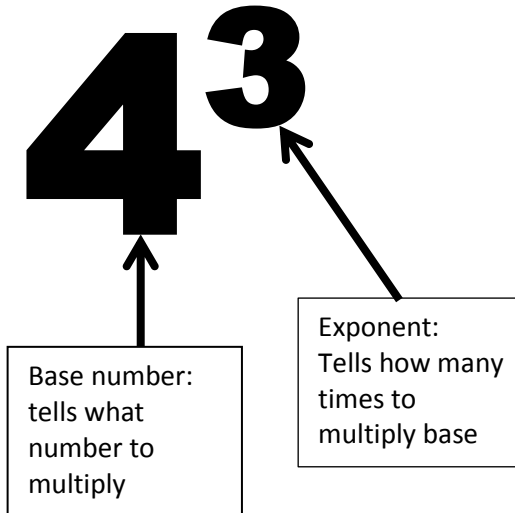 4³
Base number:
tells what
number to
multiply
Exponent:
Tells how many
times to
multiply base